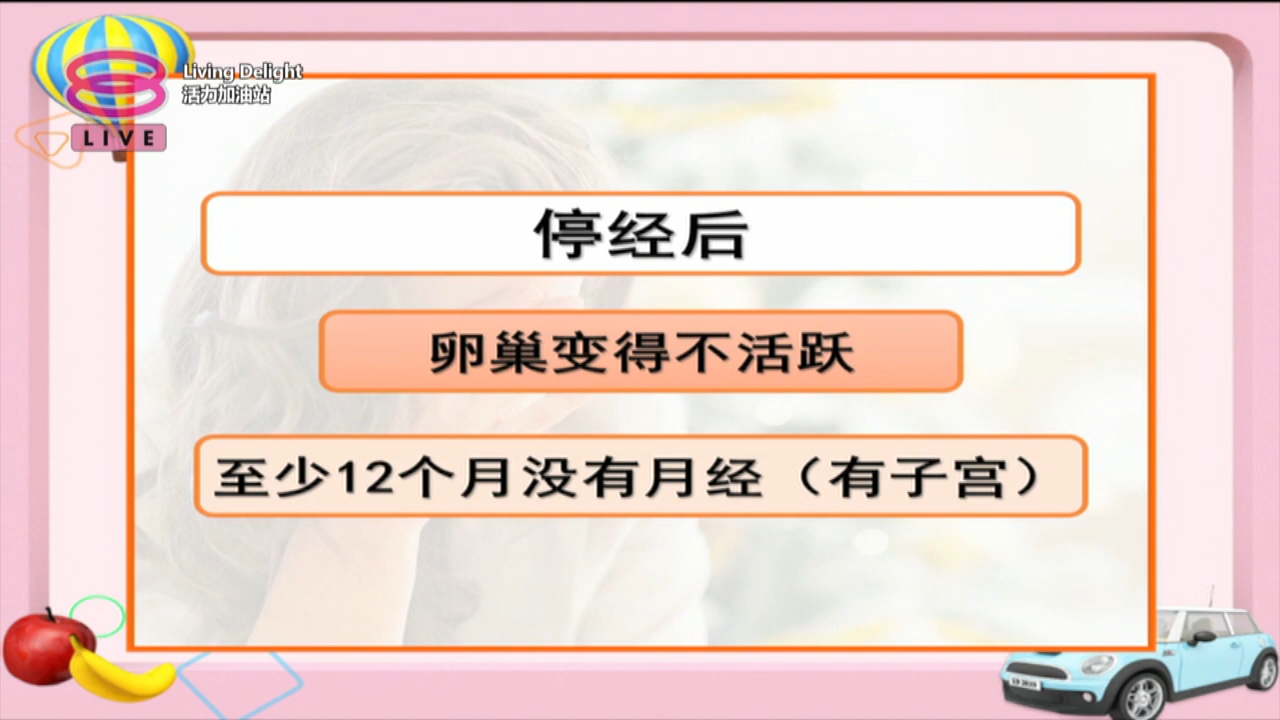 Living Delight
活力加油站
LIVE
停经后
卵巢变得不活跃
至少12个月没有月经（有子宫）